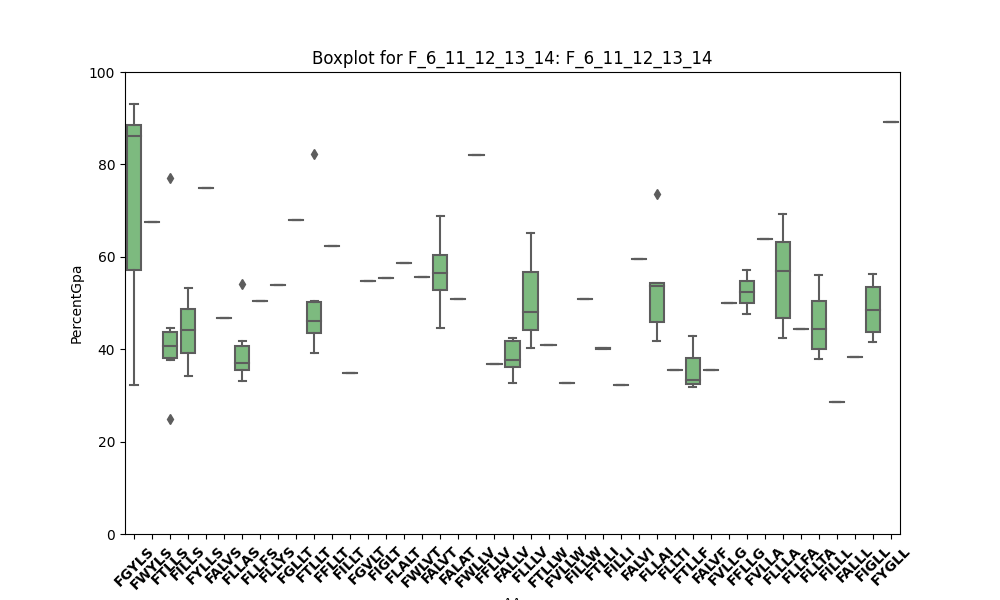 Boxplot for F_6_11_12_13_14: F_6_11_12_13_14
100
80
60
40
20
0
PercentGpa
FGYLS
FWYLS
FTLLS
FILLS
FYLLS
FALVS
FLLAS
FLLFS
FLLYS
FGLLT
FTLLT
FFLLT
FILLT
FGVLT
FIGLT
FLALT
FWLVT
FALVT
FALAT
FWLLV
FFLLV
FALLV
FLLLV
FTLLW
FVLLW
FILLW
FTLLI
FILLI
FALVI
FLLAI
FLLTI
FTLLF
FALVF
FVLLG
FFLLG
FVLLA
FLLLA
FLLFA
FLLTA
FILLL
FALLL
FIGLL
FYGLL